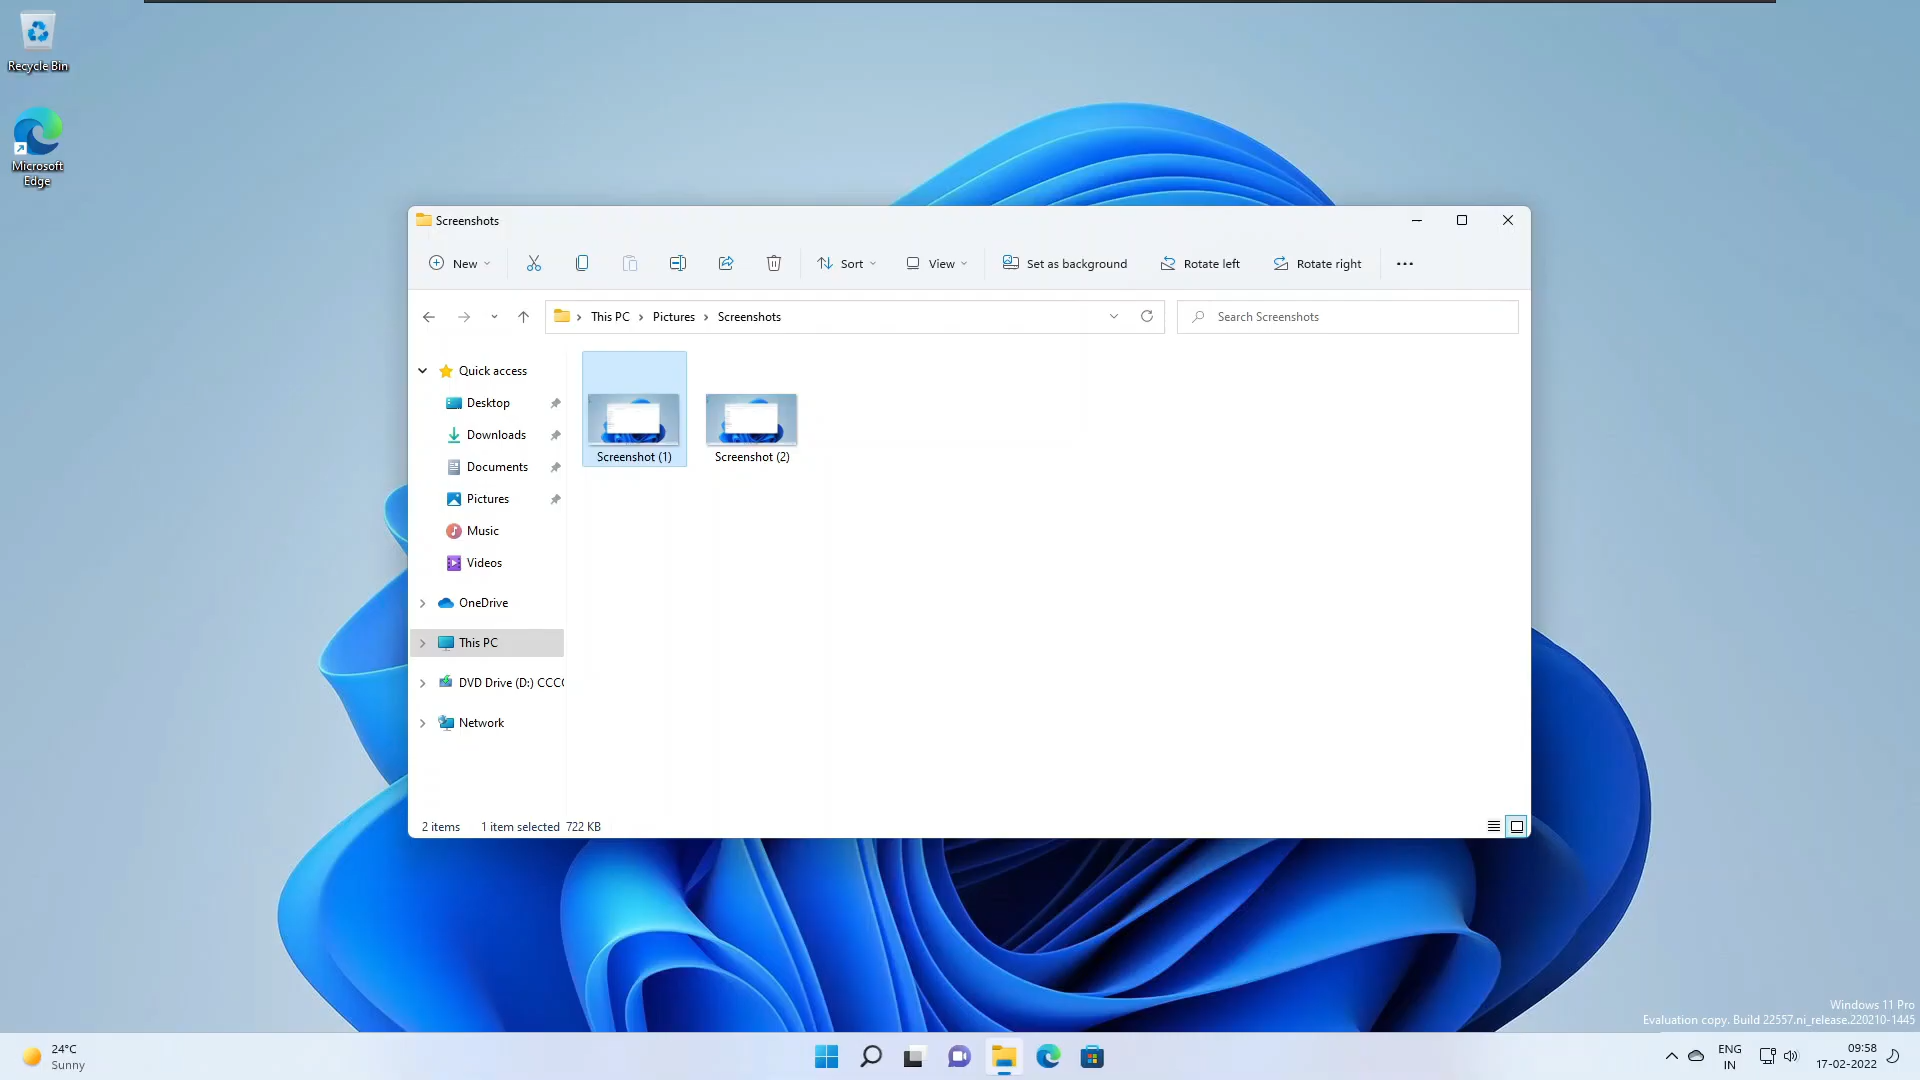 Recycle Bin
Microsoft
Edge
Screenshots
New
Sort
View
Set as background
Rotate left
Rotate right
This PC
Pictures
Screenshots
Search Screenshots
Quick access
Desktop
Downloads
Documents
Pictures
Music
Videos
OneDrive
This PC
DVD Drive (D:) CCC
Network
Screenshot (1)
Screenshot (2)
2 items
1 item selected 722 KB
Windows 11 Pro
Evaluation copy. Build 22557.ni_release.220210-1445
24°C
Sunny
ENG
IN
09:58
17-02-2022